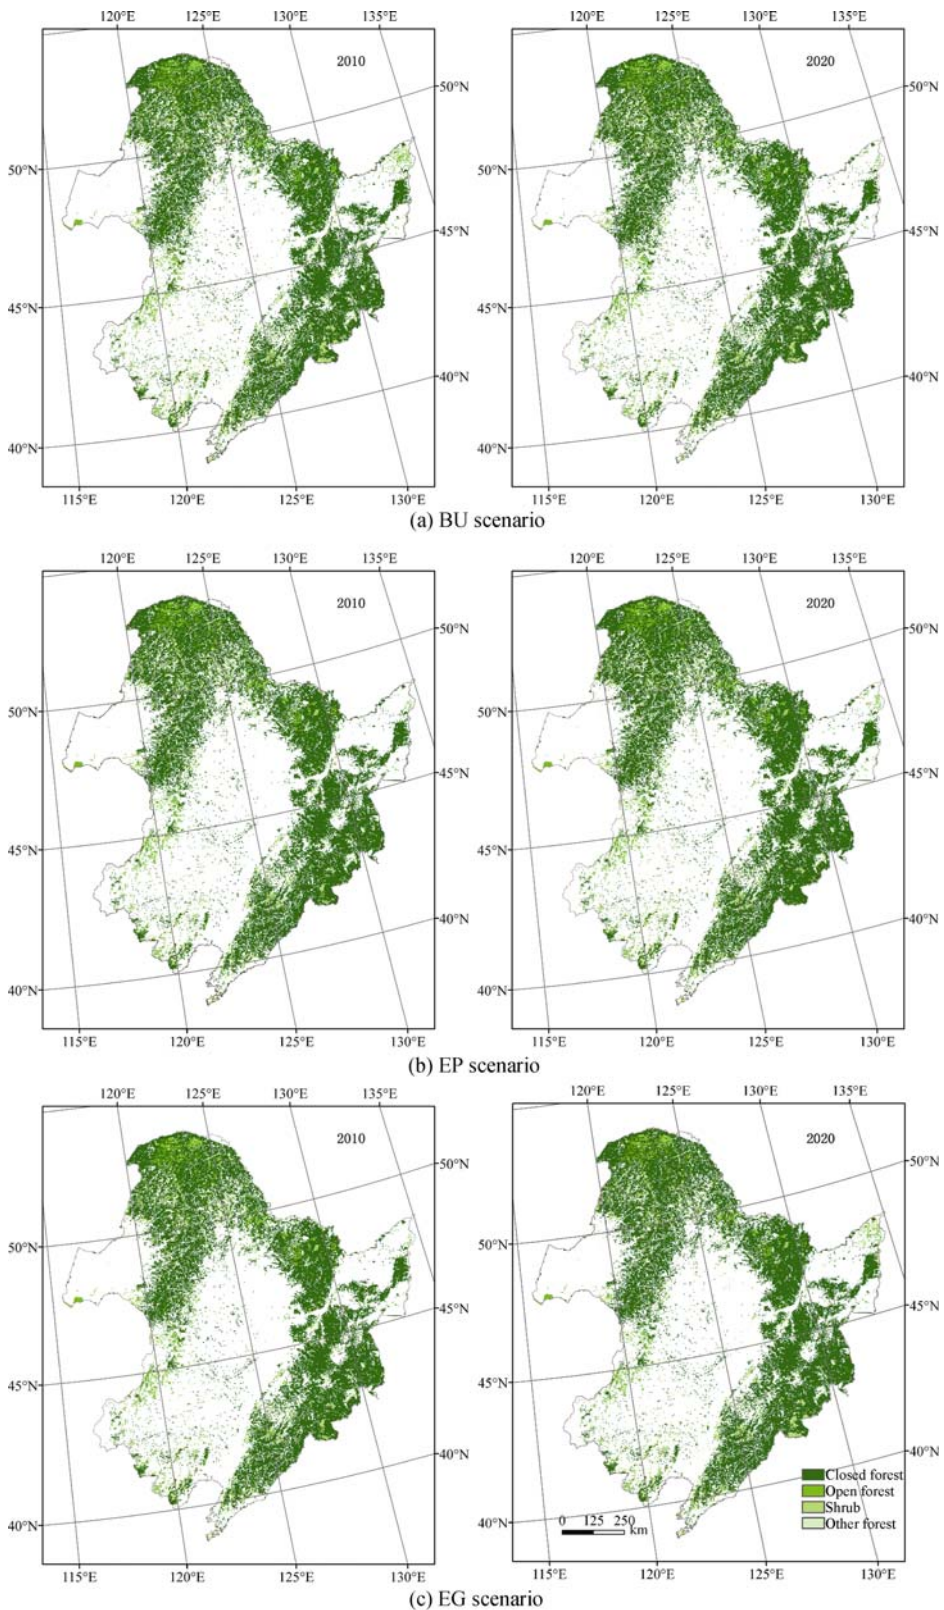 120°E 125°E 130°E 135°E 120°E 125°E 130°E 135°E
2010 2020
50°N 50°N
50°N 50°N
45°N 45°N
45°N 45°N
40°N 40°N
40°N 40°N
115°E 120°E 125°E 130°E 115°E 120°E 125°E 130°E
(a) BU scenario
120°E 125°E 130°E 135°E 120°E 125°E 130°E 135°E
2010 2020
50°N 50°N
50°N 50°N
45°N 45°N
45°N 45°N
40°N 40°N
40°N 40°N
115°E 120°E 125°E 130°E 115°E 120°E 125°E 130°E
(b) EP scenario
120°E 125°E 130°E 135°E 120°E 125°E 130°E 135°E
2010 2020
50°N 50°N
50°N 50°N
45°N 45°N
45°N 45°N
40°N 40°N
Closed forest
Open forest
Shrub
Other forest
0 125 250
km
40°N 40°N
115°E 120°E 125°E 130°E 115°E 120°E 125°E 130°E
(c) EG scenario